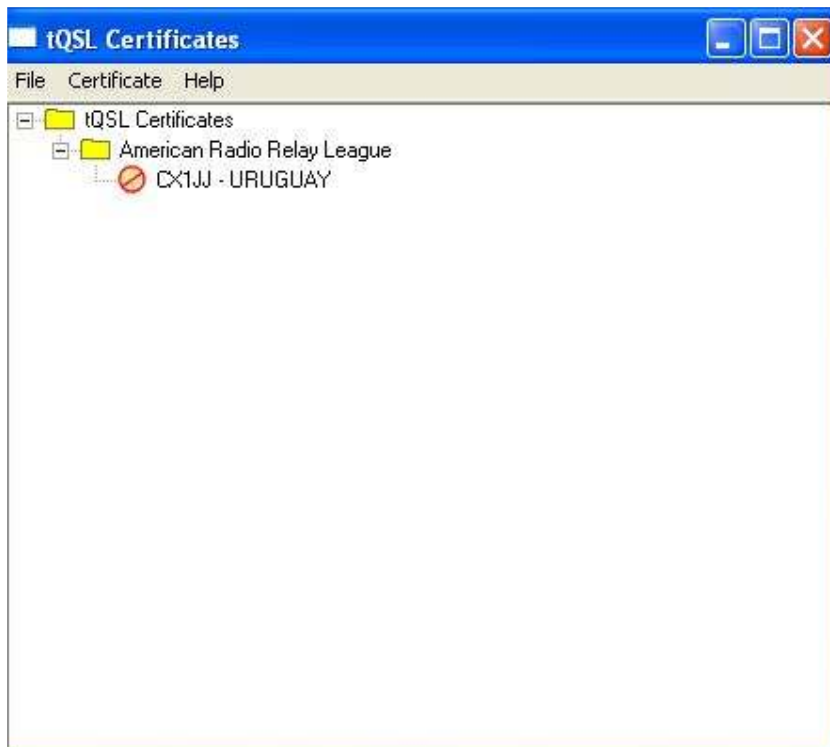 tQSL Certificates
File Certificate Help
tQSL Certificates
American Radio Relay League
CX1JJ - URUGUAY